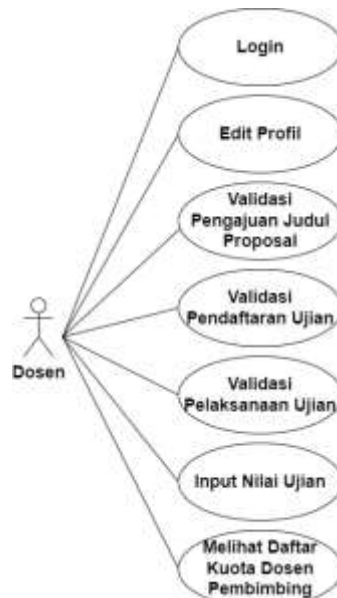 Login
Edit Profil
Validasi
Pengajuan Judul
Proposal
Validasi
Pendaftaran Ujian
Dosen
Validasi
Pelaksanaan Ujian
Input Nilai Ujian
Melihat Daftar
Kuota Dosen
Pembimbing